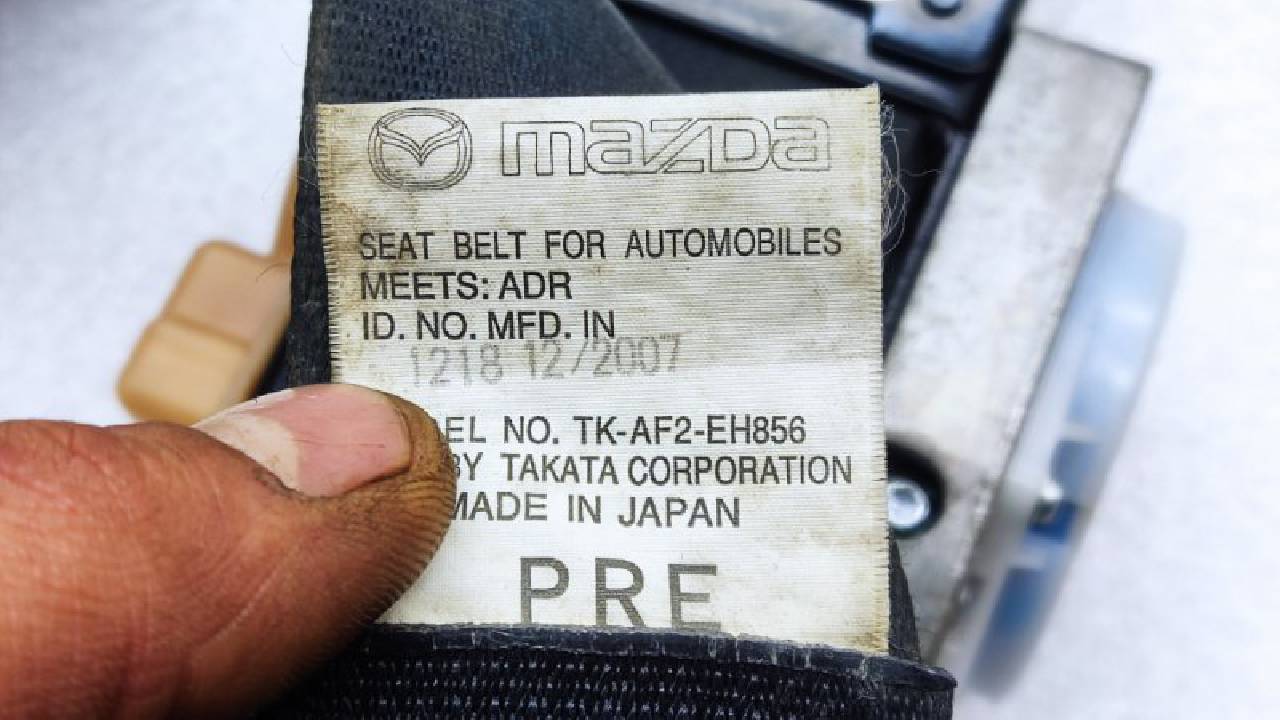 mazda
SEAT BELT FOR AUTOMOBILES
MEETS: ADR
ID. NO. MFD. IN
1218 12/2007
EL NO. TK-AF2-EH856
BY TAKATA CORPORATION
MADE IN JAPAN
PRE